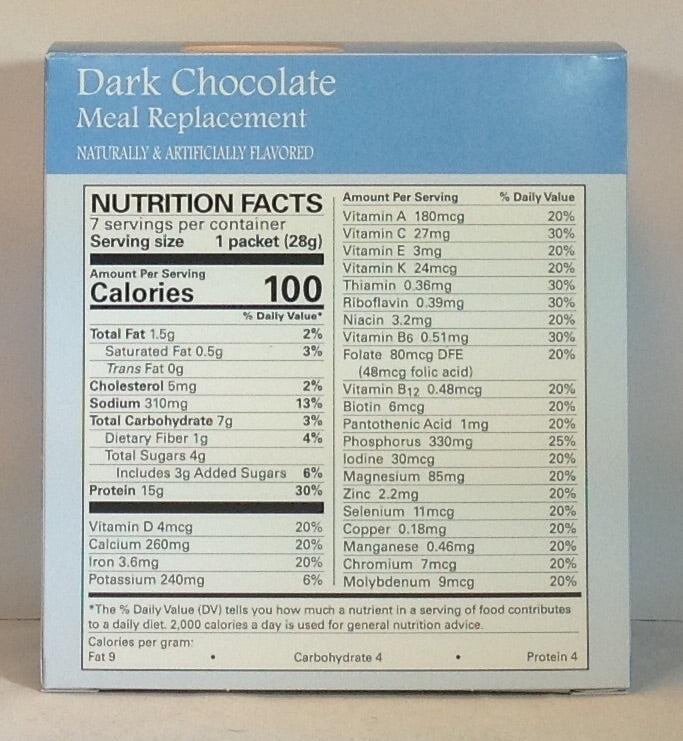 Dark Chocolate
Meal Replacement
NATURALLY & ARTIFICIALLY FLAVORED
NUTRITION FACTS
7 servings per container
Serving size 1 packet (28g)
Amount Per Serving
Calories 100
% Daily Value*
Total Fat 1.5g 2%
Saturated Fat 0.5g 3%
Trans Fat 0g
Cholesterol 5mg 2%
Sodium 310mg 13%
Total Carbohydrate 7g 3%
Dietary Fiber 1g 4%
Total Sugars 4g
Includes 3g Added Sugars 6%
Protein 15g 30%
Vitamin D 4mcg 20%
Calcium 260mg 20%
Iron 3.6mg 20%
Potassium 240mg 6%
Amount Per Serving % Daily Value
Vitamin A 180mcg 20%
Vitamin C 27mg 30%
Vitamin E 3mg 20%
Vitamin K 24mcg 20%
Thiamin 0.36mg 30%
Riboflavin 0.39mg 30%
Niacin 3.2mg 20%
Vitamin B6 0.51mg 30%
Folate 80mcg DFE 20%
(48mcg folic acid)
Vitamin B12 0.48mcg 20%
Biotin 6mcg 20%
Pantothenic Acid 1mg 20%
Phosphorus 330mg 25%
Iodine 30mcg 20%
Magnesium 85mg 20%
Zinc 2.2mg 20%
Selenium 11mcg 20%
Copper 0.18mg 20%
Manganese 0.46mg 20%
Chromium 7mcg 20%
Molybdenum 9mcg 20%
*The % Daily Value (DV) tells you how much a nutrient in a serving of food contributes
to a daily diet. 2,000 calories a day is used for general nutrition advice.
Calories per gram:
Fat 9 • Carbohydrate 4 • Protein 4